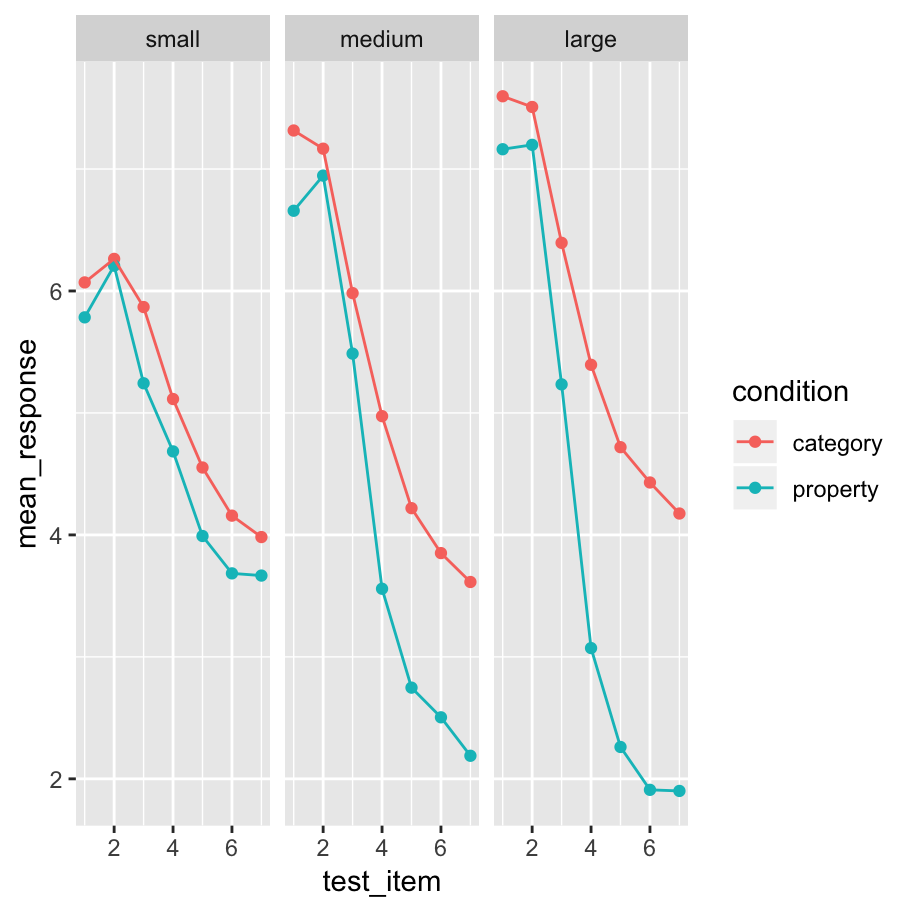 small medium large
mean_response
6
4
2
2 4 6 2 4 6 2 4 6
test_item
condition
category
property